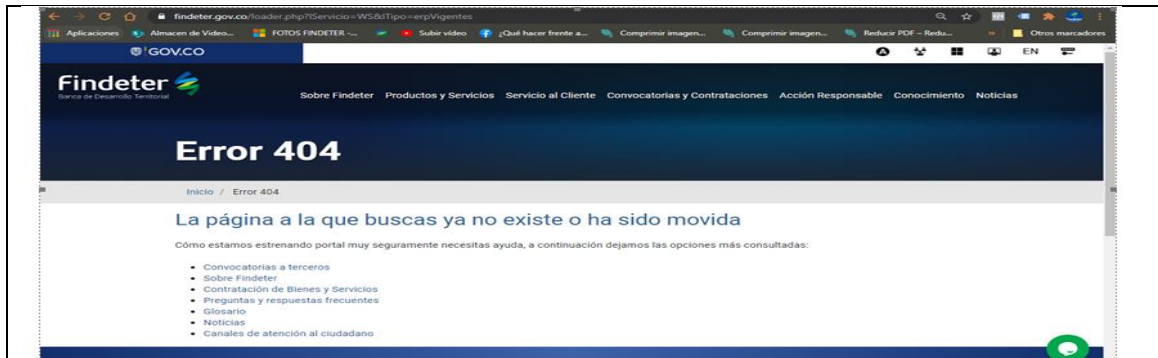 findeter.gov.co/loader.php?lServicio=WS&lTipo=erpVigentes
Aplicaciones Almacen de Video... FOTOS FINDETER -... Subir vídeo ¿Qué hacer frente a... Comprimir imagen... Comprimir imagen... Reducir PDF – Redu... » Otros marcadores
GOV.CO A EN
Findeter
Banca de Desarrollo Territorial
Sobre Findeter Productos y Servicios Servicio al Cliente Convocatorias y Contrataciones Acción Responsable Conocimiento Noticias
Error 404
Inicio / Error 404
La página a la que buscas ya no existe o ha sido movida
Cómo estamos estrenando portal muy seguramente necesitas ayuda, a continuación dejamos las opciones más consultadas:
• Convocatorias a terceros
• Sobre Findeter
• Contratación de Bienes y Servicios
• Preguntas y respuestas frecuentes
• Glosario
• Noticias
• Canales de atención al ciudadano